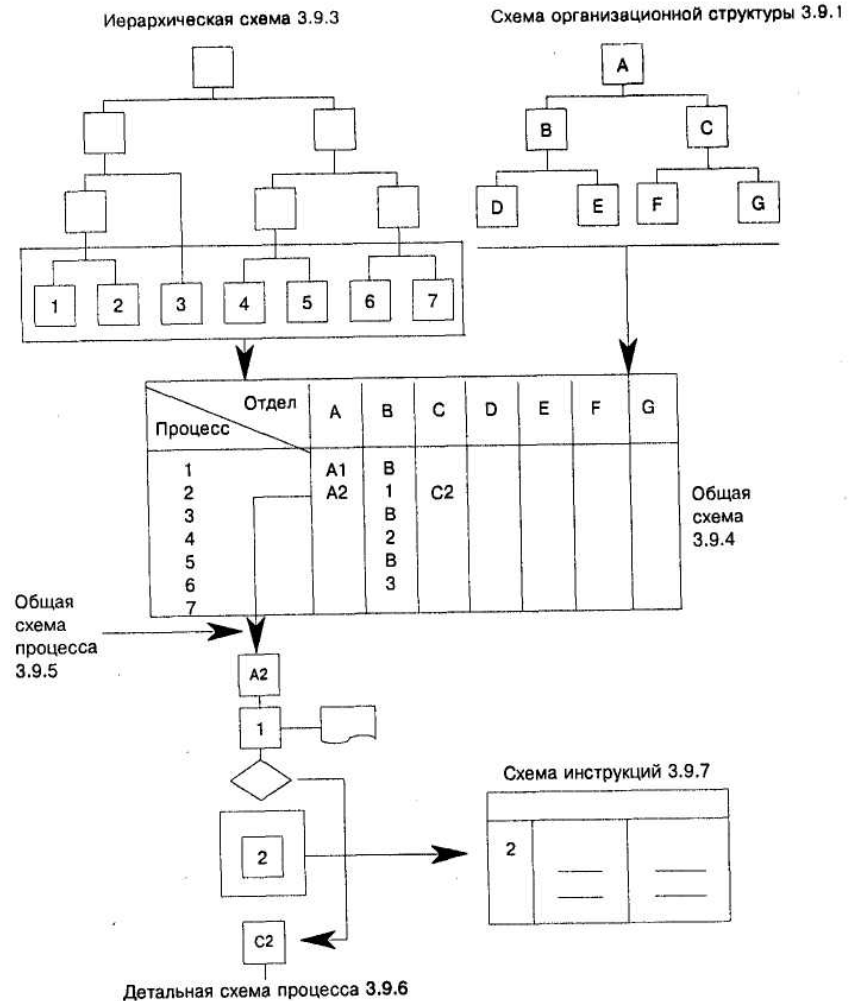 Иерархическая схема 3.9.3
Схема организационной структуры 3.9.1
A
B
C
D
E
F
G
1
2
3
4
5
6
7
Отдел
Процесс
A
B
C
D
E
F
G
1
A1
B
2
A2
1
C2
3
B
4
2
5
B
6
3
7
Общая
схема
3.9.4
Общая
схема
процесса
3.9.5
A2
1
2
C2
Схема инструкций 3.9.7
2
Детальная схема процесса 3.9.6